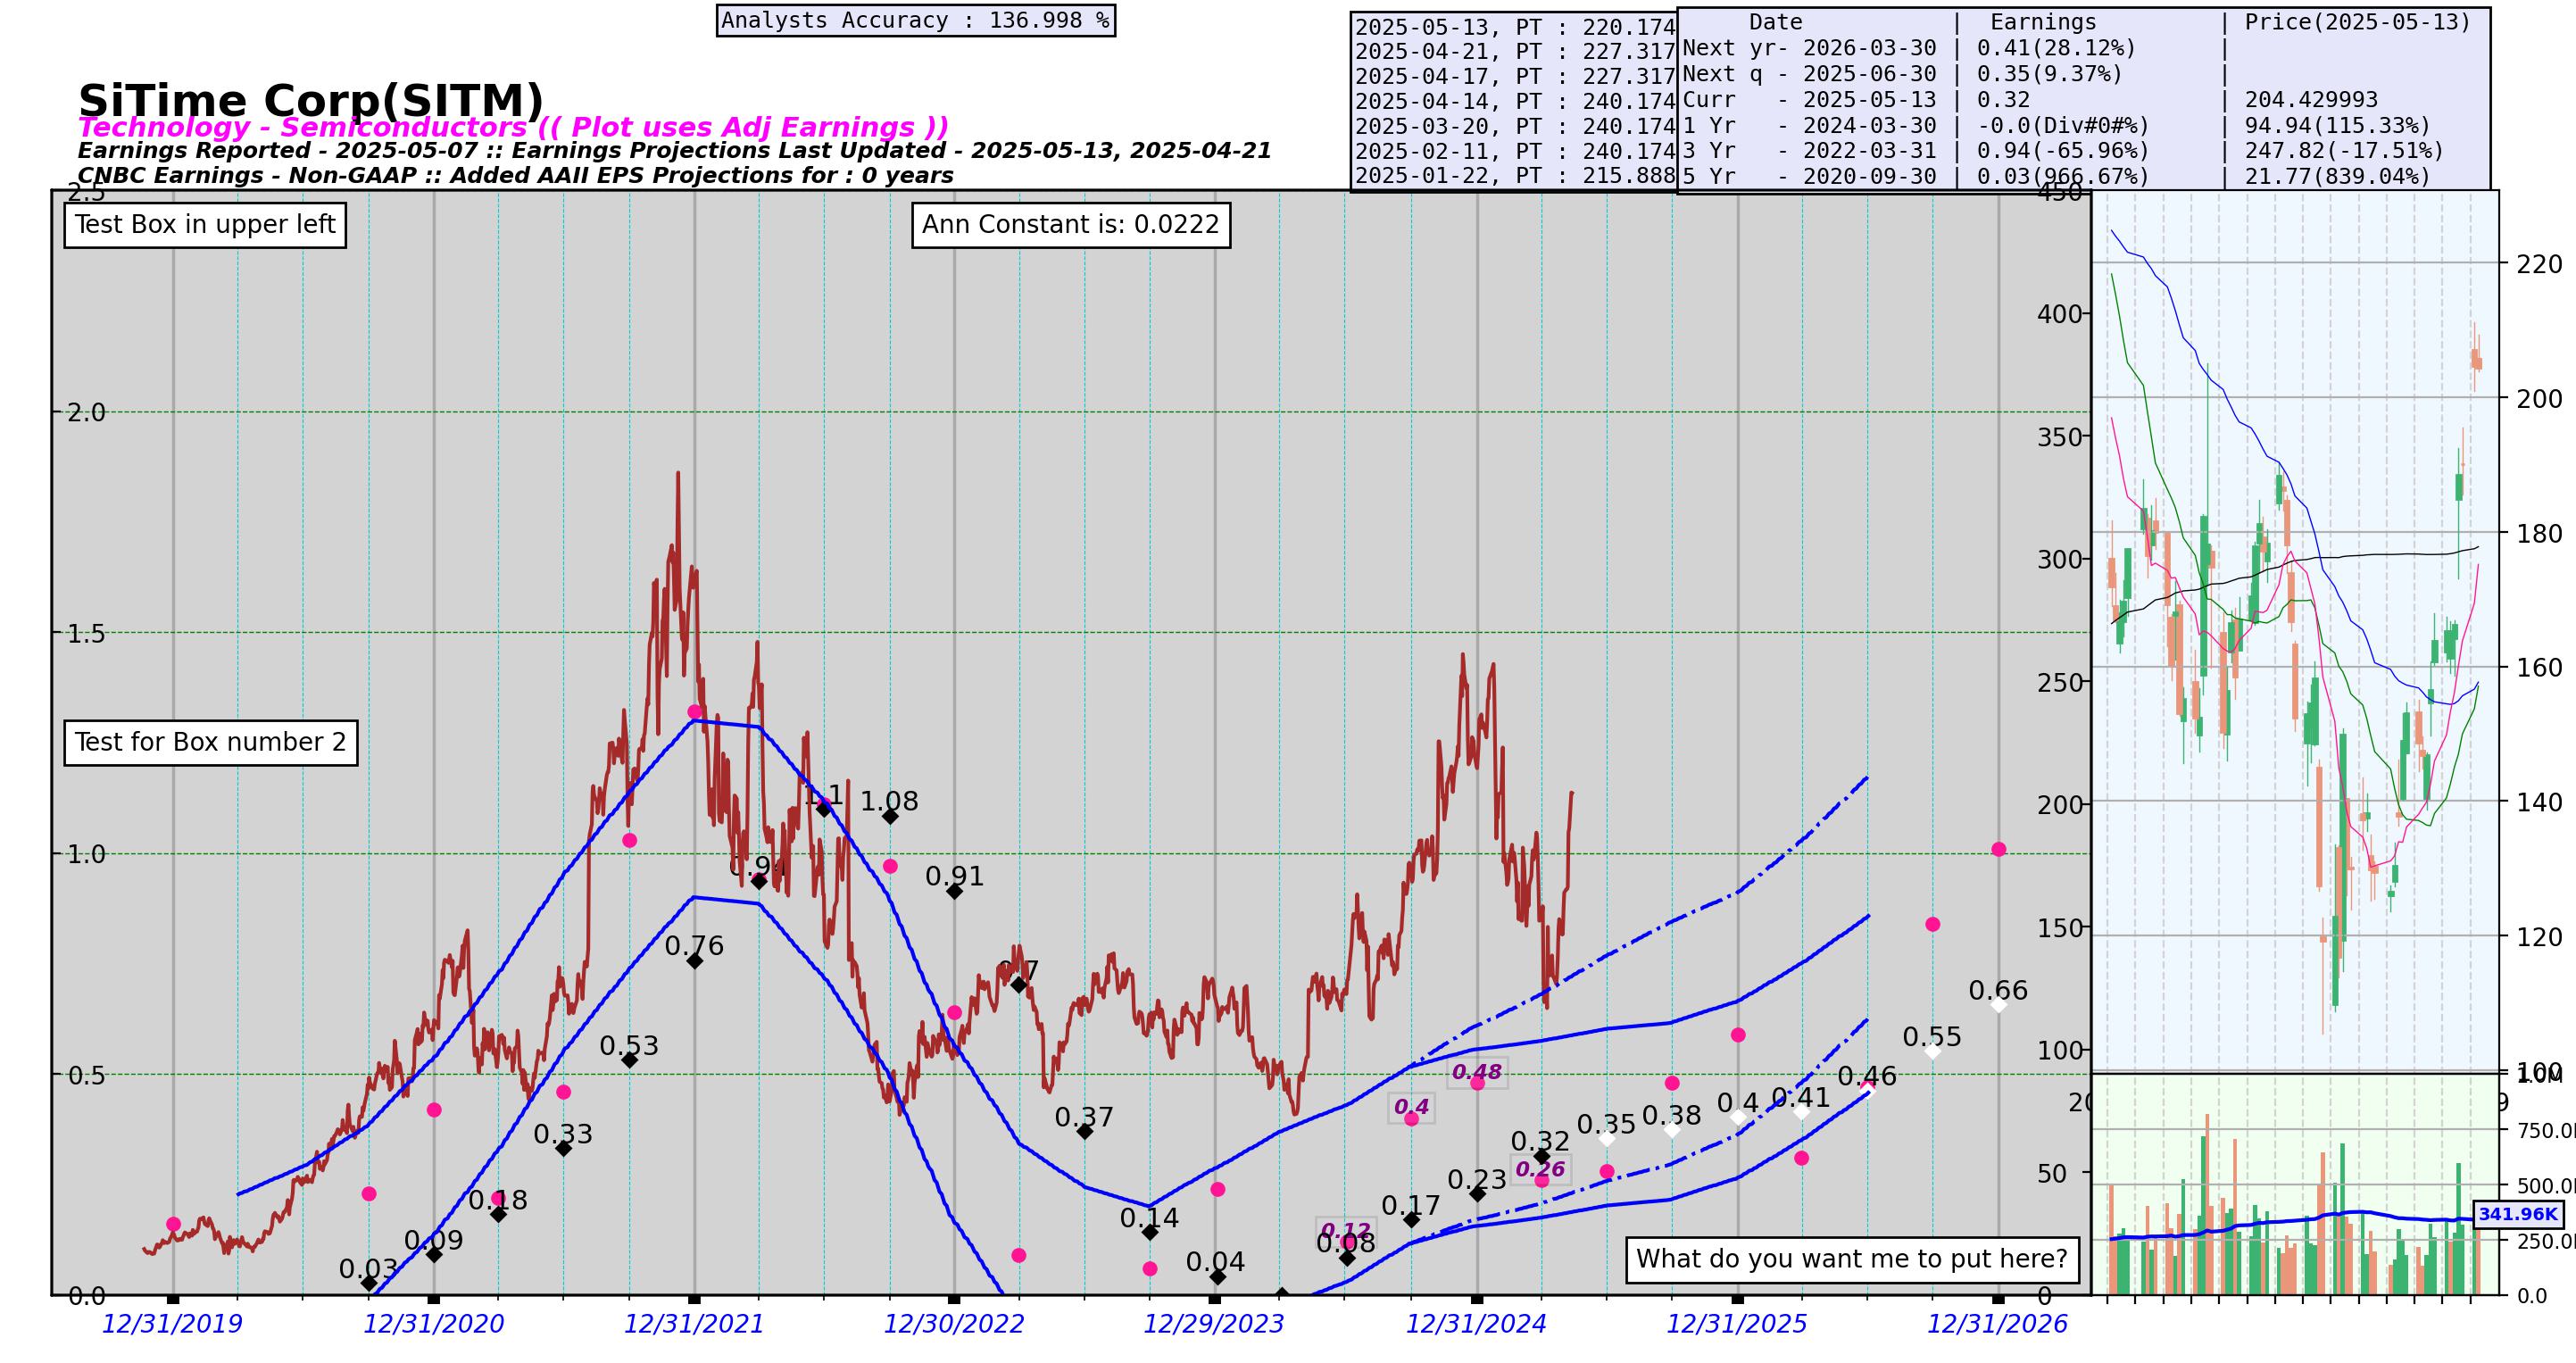 Analysts Accuracy : 136.998 %
2025-05-13, PT : 220.174
2025-04-21, PT : 227.317
2025-04-17, PT : 227.317
2025-04-14, PT : 240.174
2025-03-20, PT : 240.174
2025-02-11, PT : 240.174
2025-01-22, PT : 215.888
Date | Earnings | Price(2025-05-13)
Next yr- 2026-03-30 | 0.41(28.12%) |
Next q - 2025-06-30 | 0.35(9.37%) |
Curr - 2025-05-13 | 0.32 | 204.429993
1 Yr - 2024-03-30 | -0.0(Div#0#%) | 94.94(115.33%)
3 Yr - 2022-03-31 | 0.94(-65.96%) | 247.82(-17.51%)
5 Yr - 2020-09-30 | 0.03(966.67%) | 21.77(839.04%)
SiTime Corp(SITM)
Technology - Semiconductors (( Plot uses Adj Earnings ))
Earnings Reported - 2025-05-07 :: Earnings Projections Last Updated - 2025-05-13, 2025-04-21
CNBC Earnings - Non-GAAP :: Added AAII EPS Projections for : 0 years
Test Box in upper left
Ann Constant is: 0.0222
Test for Box number 2
What do you want me to put here?
2.5
2.0
1.5
1.0
0.5
0.0
0.03
0.09
0.18
0.33
0.53
0.76
0.94
1.1
1.08
0.91
0.7
0.37
0.14
0.04
0.12
0.08
0.4
0.17
0.48
0.23
0.32
0.26
0.35
0.38
0.4
0.41
0.46
0.55
0.66
450
400
350
300
250
200
150
100
50
0
220
200
180
160
140
120
100
1.0M
750.0
500.0
341.96K
250.0
0.0
12/31/2019
12/31/2020
12/31/2021
12/30/2022
12/29/2023
12/31/2024
12/31/2025
12/31/2026